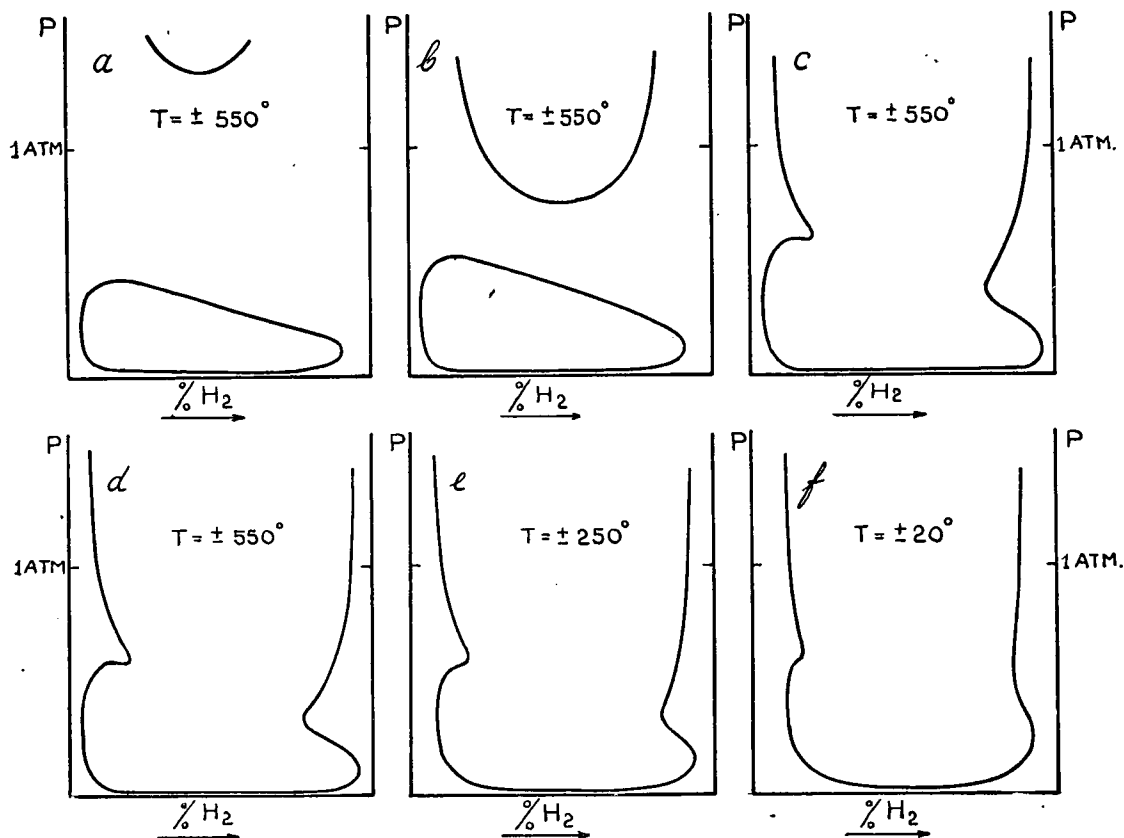 P
a
T = ± 550°
1 ATM
% H2
P
b
T = ± 550°
% H2
P
c
T = ± 550°
1 ATM.
% H2
P
d
T = ± 550°
1 ATM
% H2
P
e
T = ± 250°
% H2
P
f
T = ± 20°
1 ATM.
% H2